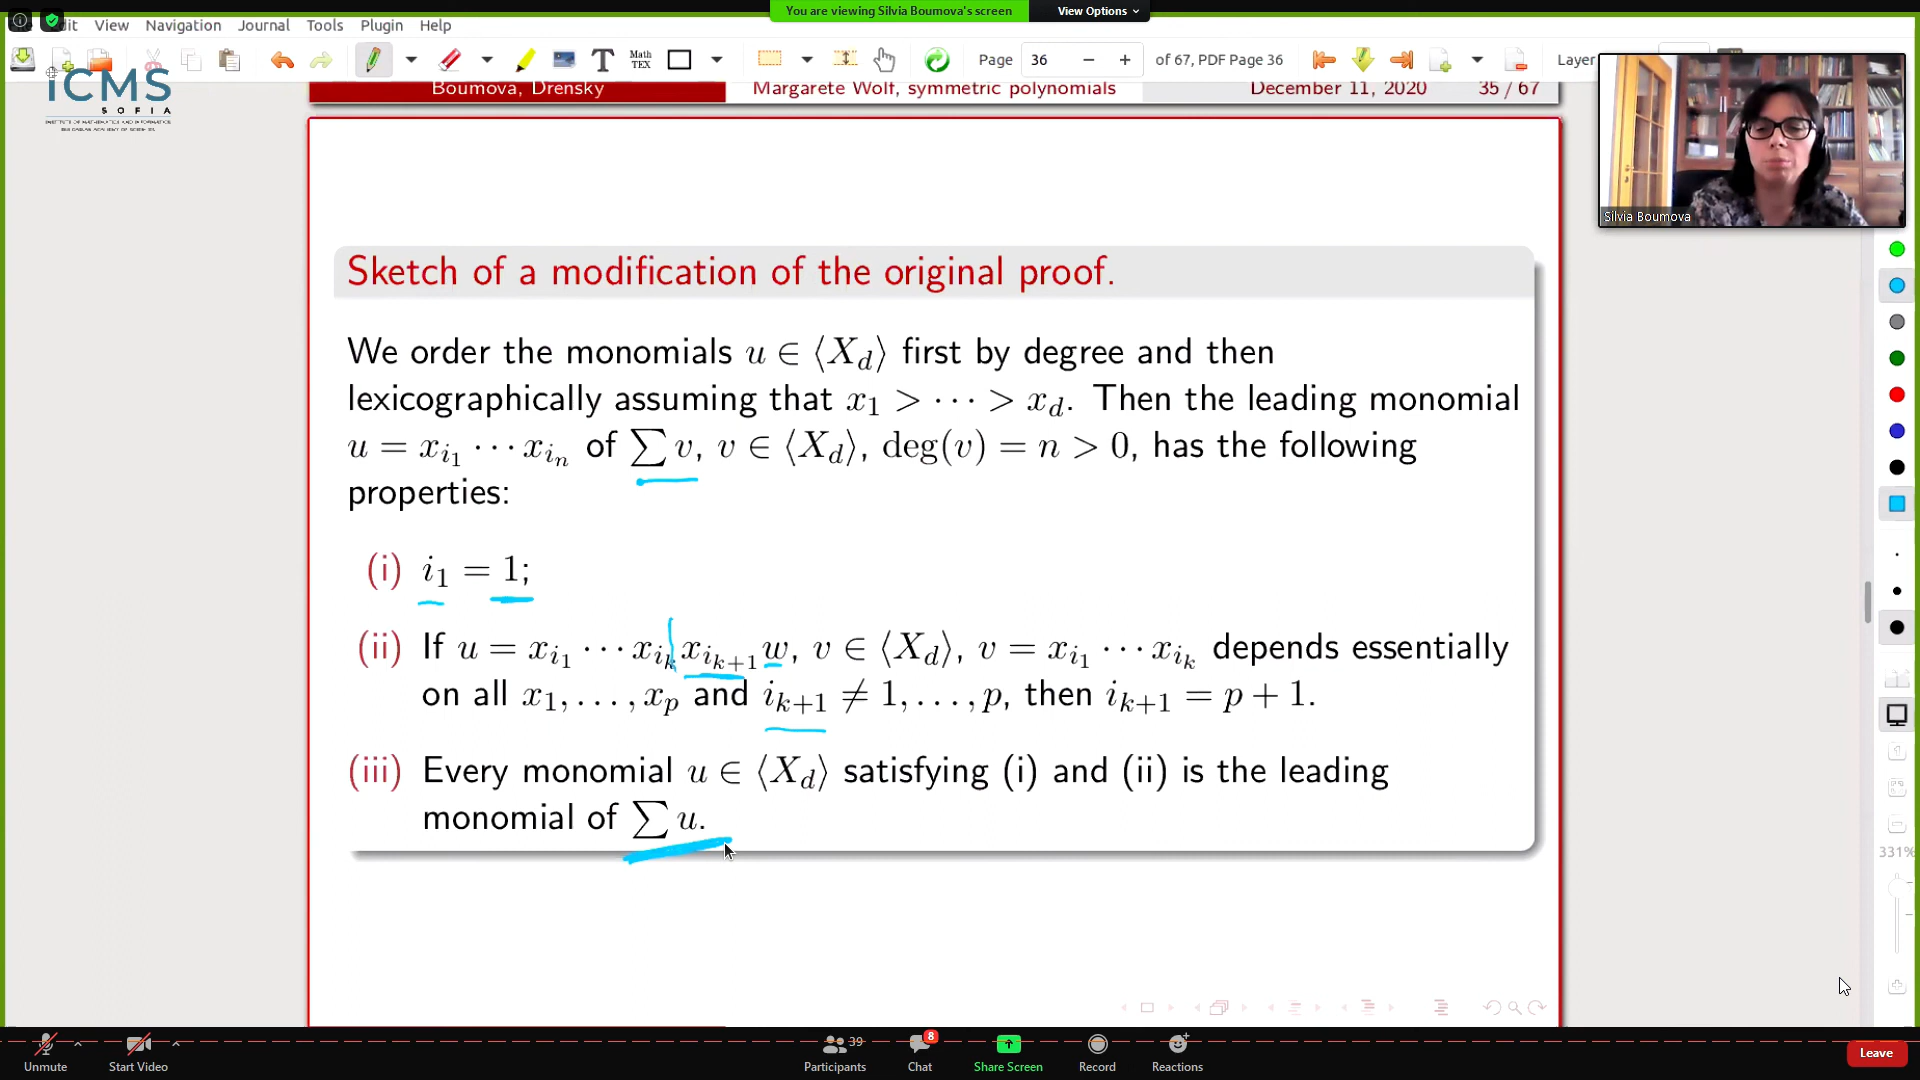 You are viewing Silvia Boumova's screen
View Options
Edit View Navigation Journal Tools Plugin Help
Math TEX
Page 36 of 67, PDF Page 36
Layer
iCMS
SOFIA
Boumova, Drensky Margarete Wolf, symmetric polynomials December 11, 2020 35 / 67
Silvia Boumova
Sketch of a modification of the original proof.
We order the monomials u ∈ ⟨X_d⟩ first by degree and then
lexicographically assuming that x_1 > ⋯ > x_d. Then the leading monomial
u = x_{i_1} ⋯ x_{i_n} of ∑ v, v ∈ ⟨X_d⟩, deg(v) = n > 0, has the following
properties:
(i) i_1 = 1;
(ii) If u = x_{i_1} ⋯ x_{i_k} x_{i_{k+1}} w, v ∈ ⟨X_d⟩, v = x_{i_1} ⋯ x_{i_k} depends essentially
on all x_1, …, x_p and i_{k+1} ≠ 1, …, p, then i_{k+1} = p + 1.
(iii) Every monomial u ∈ ⟨X_d⟩ satisfying (i) and (ii) is the leading
monomial of ∑ u.
331%
Unmute
Start Video
39
Participants
8
Chat
Share Screen
Record
Reactions
Leave